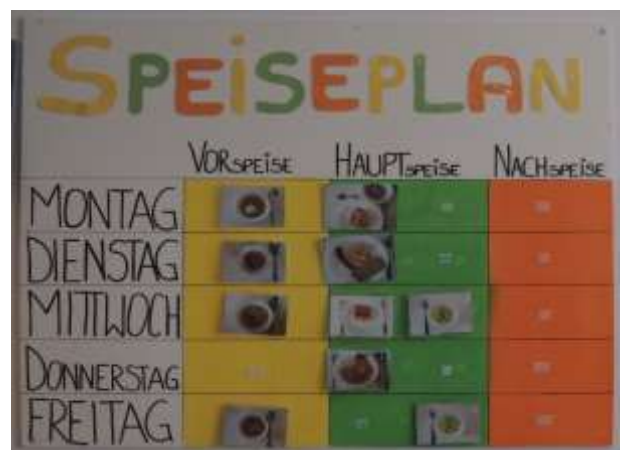 SPEiSEPLAN
VORSPEiSE HAUPTSPEiSE NACHSPEiSE
MONTAG
DIENSTAG
MITTWOCH
DONNERSTAG
FREITAG